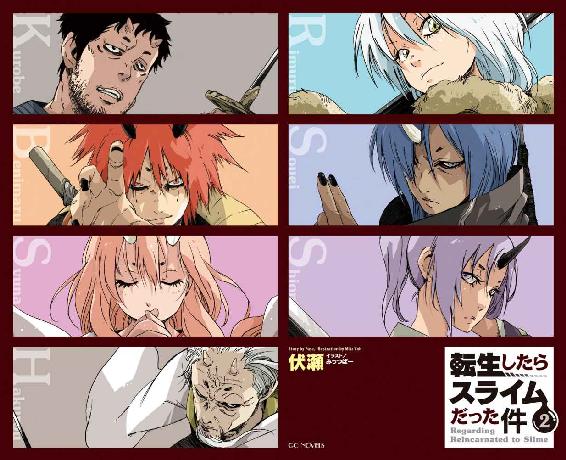 Kurobe
Rimuru
Benimaru
Souei
Syuna
Shion
Hakurou
Story by Fuse, Illustration by Mitz Vah
伏瀬
イラスト/
みっつばー
GC NOVELS
転生したら
スライム
だった件
2
Regarding
Reincarnated to Slime